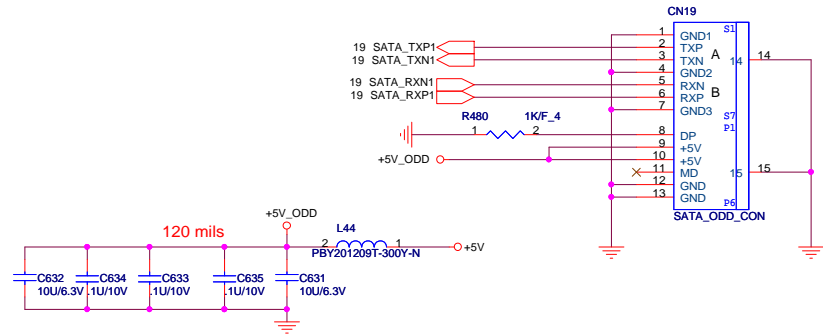 CN19
1 GND1 S1
19 SATA_TXP1 2 TXP
19 SATA_TXN1 3 TXN A 14 14
4 GND2
19 SATA_RXN1 5 RXN
19 SATA_RXP1 6 RXP B
7 GND3
S7
R480 1K/F_4 P1
1 2 8 DP
9 +5V
+5V_ODD 10 +5V
11 MD 15 15
12 GND
13 GND
P6
SATA_ODD_CON
+5V_ODD
120 mils
L44
2 1 +5V
PBY201209T-300Y-N
C632 C634 C633 C635 C631
10U/6.3V .1U/10V .1U/10V .1U/10V 10U/6.3V